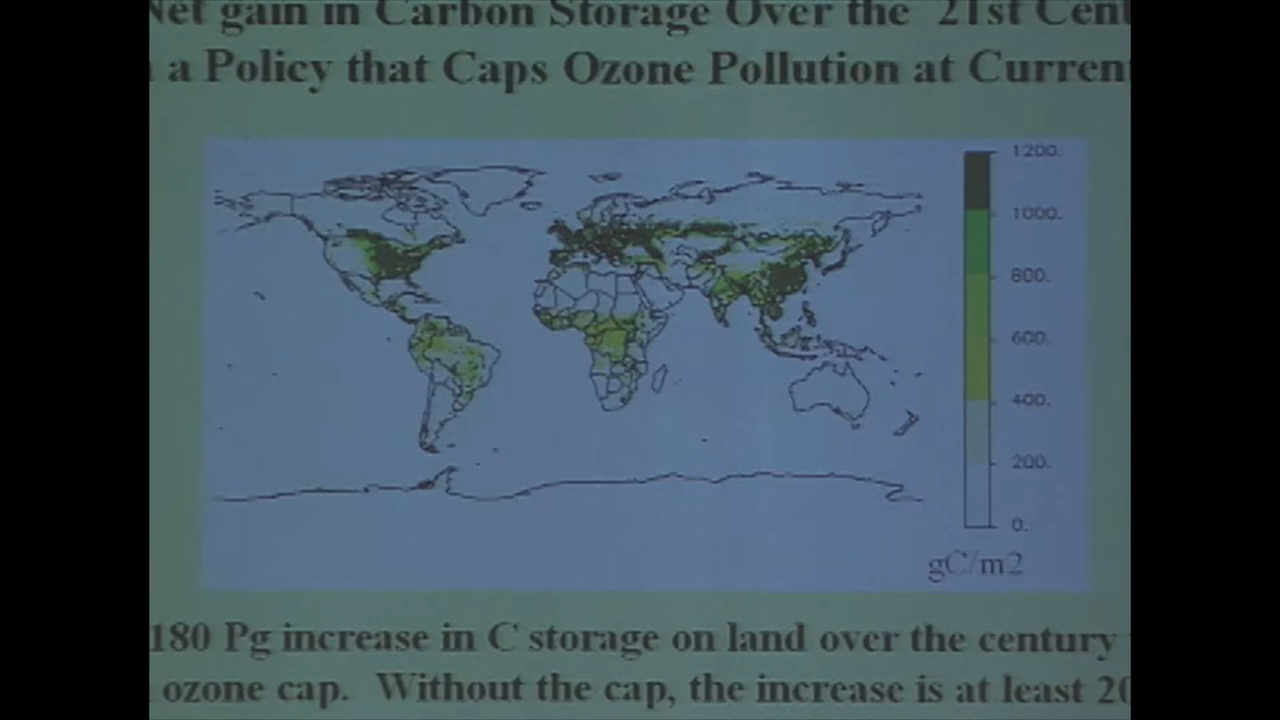 Net gain in Carbon Storage Over the 21st Cent
a Policy that Caps Ozone Pollution at Current
1200.
1000.
800.
600.
400.
200.
0.
gC/m2
180 Pg increase in C storage on land over the century
ozone cap. Without the cap, the increase is at least 20